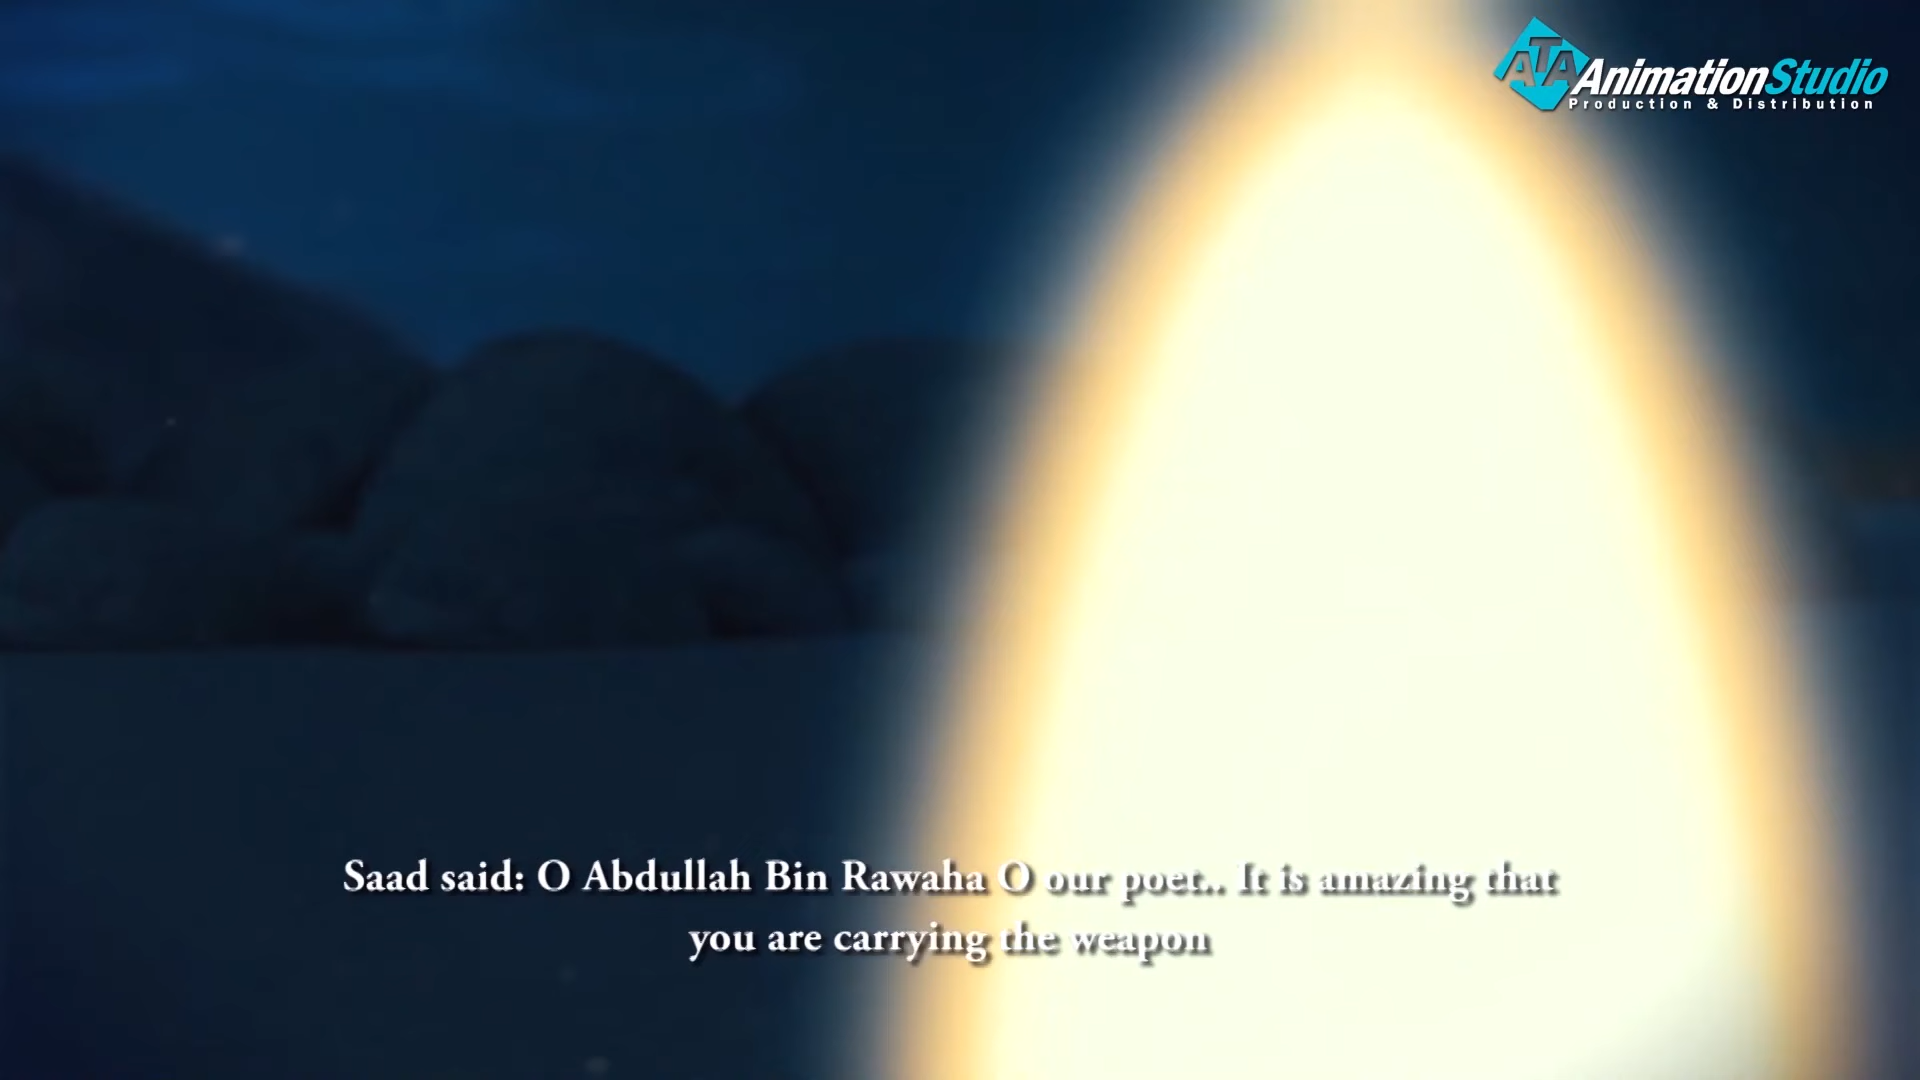 ATA AnimationStudio
Production & Distribution
Saad said: O Abdullah Bin Rawaha O our poet.. It is amazing that
you are carrying the weapon